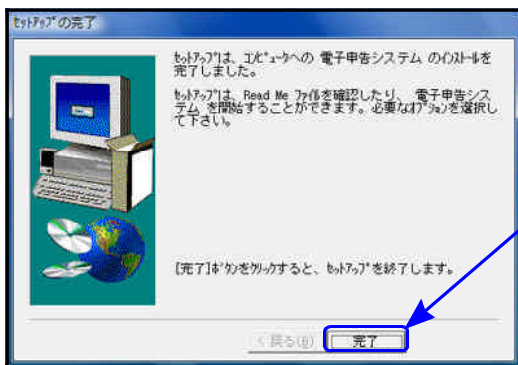 ｾｯﾄｱｯﾌﾟの完了
ｾｯﾄｱｯﾌﾟは、ｺﾝﾋﾟｭｰﾀへの 電子申告システム のｲﾝｽﾄｰﾙを
完了しました。
ｾｯﾄｱｯﾌﾟは、Read Me ﾌｧｲﾙを確認したり、 電子申告シス
テム を開始することができます。必要なｵﾌﾟｼｮﾝを選択し
て下さい。
[完了]ﾎﾞﾀﾝをｸﾘｯｸすると、ｾｯﾄｱｯﾌﾟを終了します。
< 戻る(B)
完了